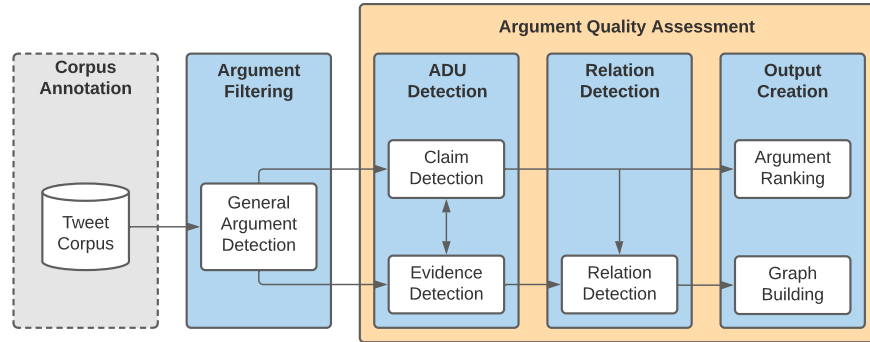 Argument Quality Assessment
Corpus
Annotation
Tweet
Corpus
Argument
Filtering
General
Argument
Detection
ADU
Detection
Claim
Detection
Evidence
Detection
Relation
Detection
Relation
Detection
Output
Creation
Argument
Ranking
Graph
Building